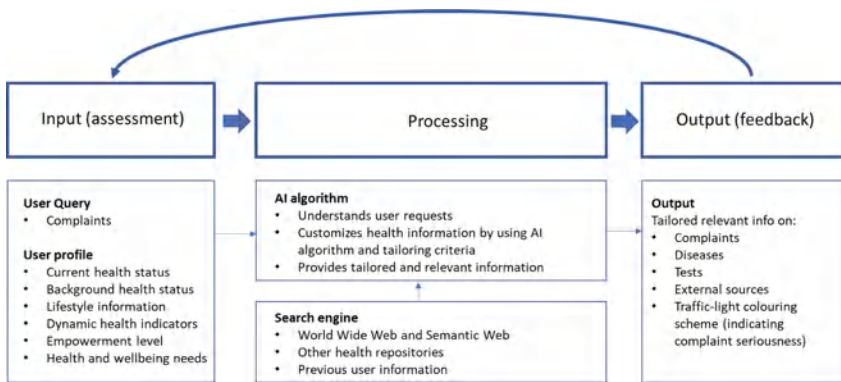 Input (assessment)
Processing
Output (feedback)
User Query
• Complaints
User profile
• Current health status
• Background health status
• Lifestyle information
• Dynamic health indicators
• Empowerment level
• Health and wellbeing needs
AI algorithm
• Understands user requests
• Customizes health information by using AI
algorithm and tailoring criteria
• Provides tailored and relevant information
Search engine
• World Wide Web and Semantic Web
• Other health repositories
• Previous user information
Output
Tailored relevant info on:
• Complaints
• Diseases
• Tests
• External sources
• Traffic-light colouring
scheme (indicating
complaint seriousness)